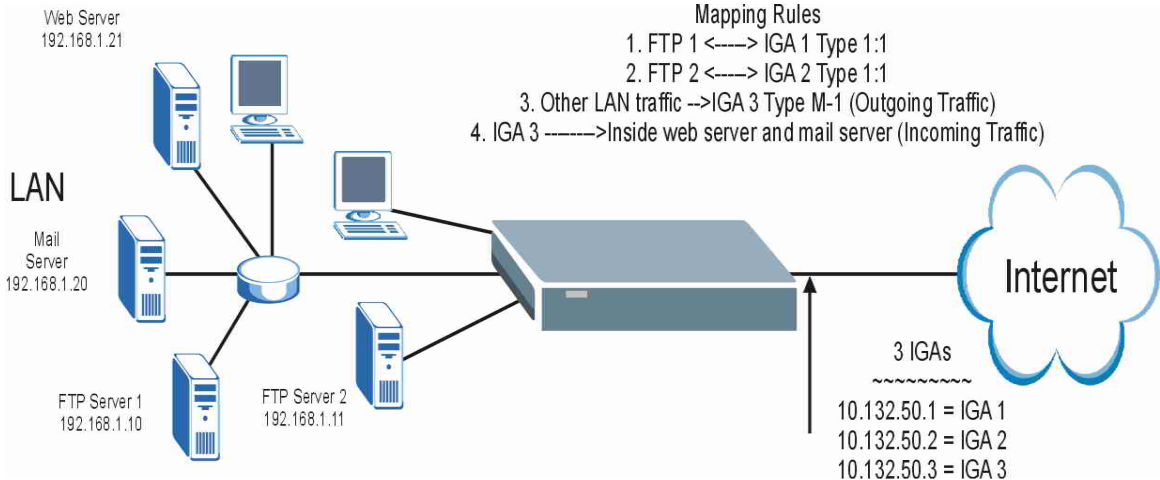 Web Server
192.168.1.21
Mapping Rules
1. FTP 1 <-----> IGA 1 Type 1:1
2. FTP 2 <-----> IGA 2 Type 1:1
3. Other LAN traffic -->IGA 3 Type M-1 (Outgoing Traffic)
4. IGA 3 -------->Inside web server and mail server (Incoming Traffic)
LAN
Mail
Server
192.168.1.20
FTP Server 1
192.168.1.10
FTP Server 2
192.168.1.11
Internet
3 IGAs
~~~~~~~~~
10.132.50.1 = IGA 1
10.132.50.2 = IGA 2
10.132.50.3 = IGA 3